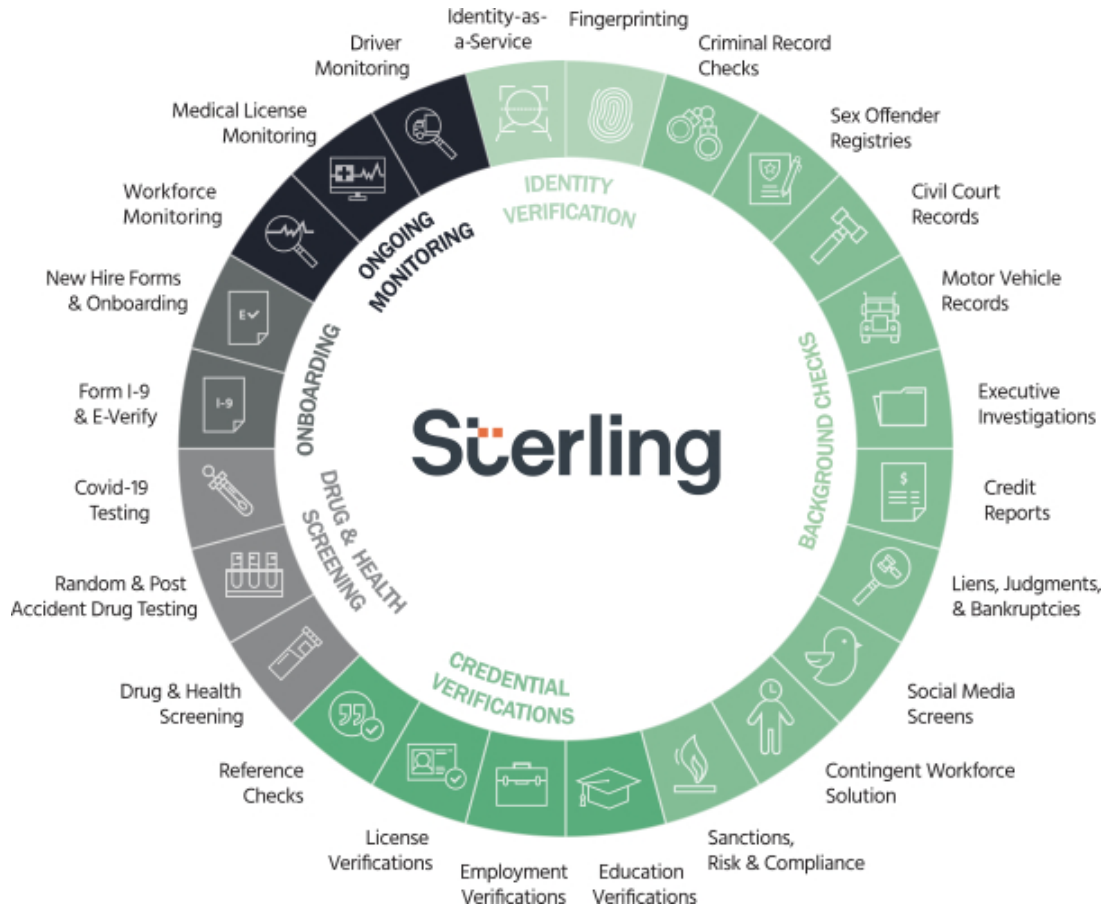 Identity-as-
a-Service
Fingerprinting
Criminal Record
Checks
Sex Offender
Registries
Civil Court
Records
Motor Vehicle
Records
Executive
Investigations
Credit
Reports
Liens, Judgments,
& Bankruptcies
Social Media
Screens
Contingent Workforce
Solution
Sanctions,
Risk & Compliance
Education
Verifications
Employment
Verifications
License
Verifications
Reference
Checks
Drug & Health
Screening
Random & Post
Accident Drug Testing
Covid-19
Testing
Form I-9
& E-Verify
New Hire Forms
& Onboarding
Workforce
Monitoring
Medical License
Monitoring
Driver
Monitoring
IDENTITY
VERIFICATION
BACKGROUND CHECKS
CREDENTIAL
VERIFICATIONS
DRUG & HEALTH
SCREENING
ONBOARDING
ONGOING
MONITORING
Sterling
E✓
I-9
$